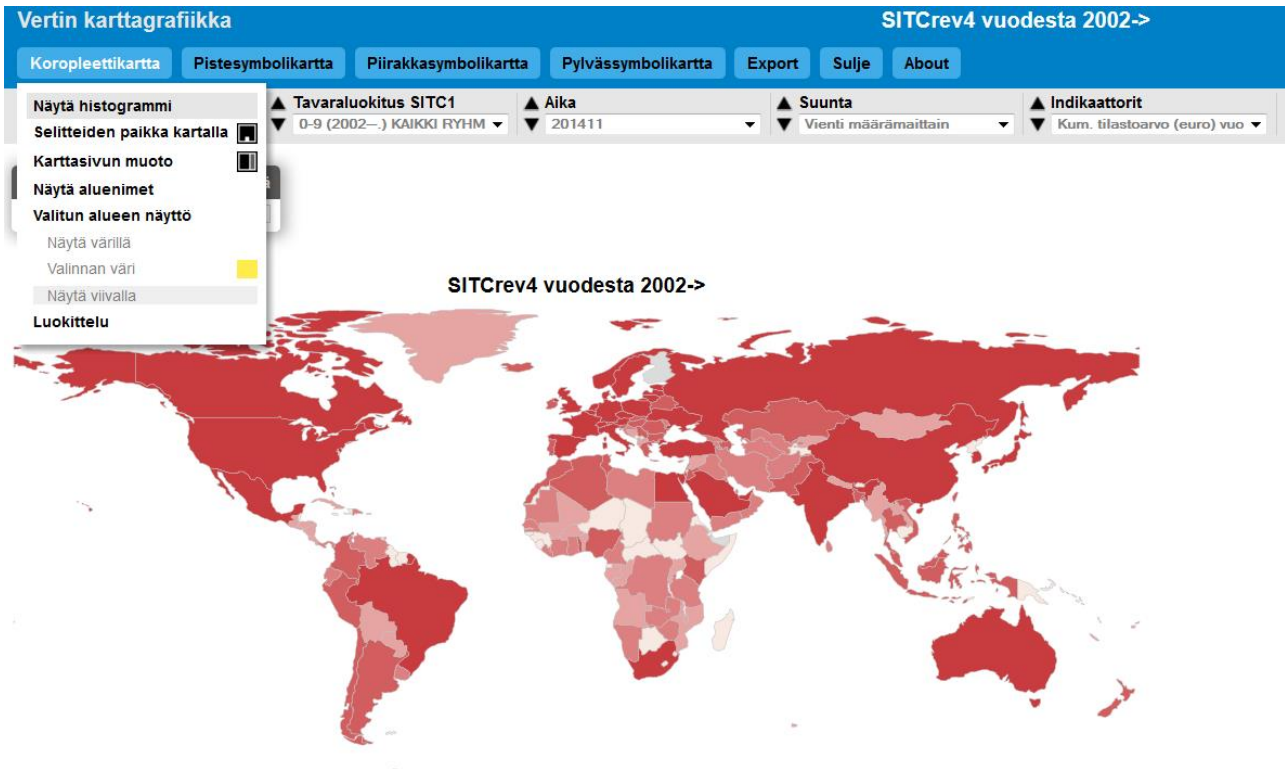 Vertin karttagrafiikka SITCrev4 vuodesta 2002->
Koropleettikartta Pistesymbolikartta Piirakkasymbolikartta Pylvässymbolikartta Export Sulje About
Tavaraluokitus SITC1 Aika Suunta Indikaattorit
0-9 (2002--.) KAIKKI RYHM 201411 Vienti määrämaittain Kum. tilastoarvo (euro) vuo
Näytä histogrammi
Selitteiden paikka kartalla
Karttasivun muoto
Näytä aluenimet
Valitun alueen näyttö
Näytä värillä
Valinnan väri
Näytä viivalla
Luokittelu
SITCrev4 vuodesta 2002->